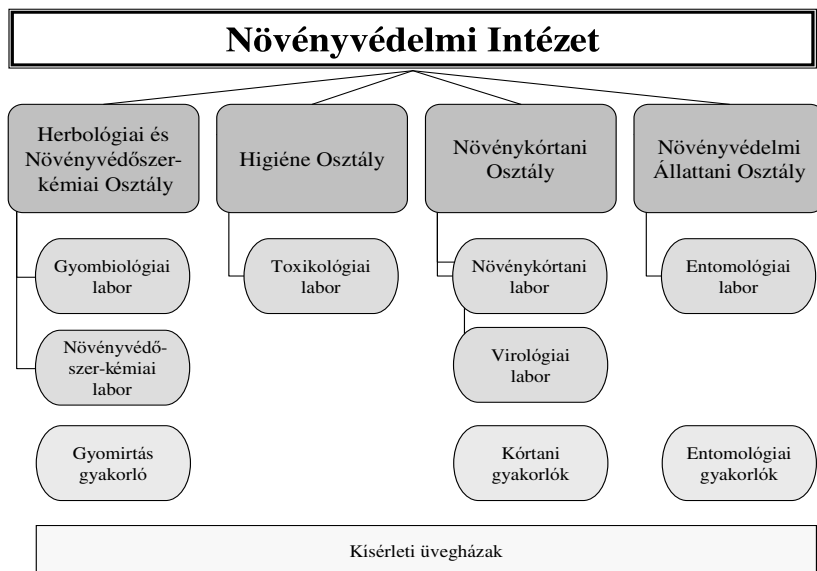 Növényvédelmi Intézet
Herbológiai és
Növényvédőszer-
kémiai Osztály
Higiéne Osztály
Növénykórtani
Osztály
Növényvédelmi
Állattani Osztály
Gyombiológiai
labor
Toxikológiai
labor
Növénykórtani
labor
Entomológiai
labor
Növényvédő-
szer-kémiai
labor
Virológiai
labor
Gyomirtás
gyakorló
Kórtani
gyakorlók
Entomológiai
gyakorlók
Kísérleti üvegházak